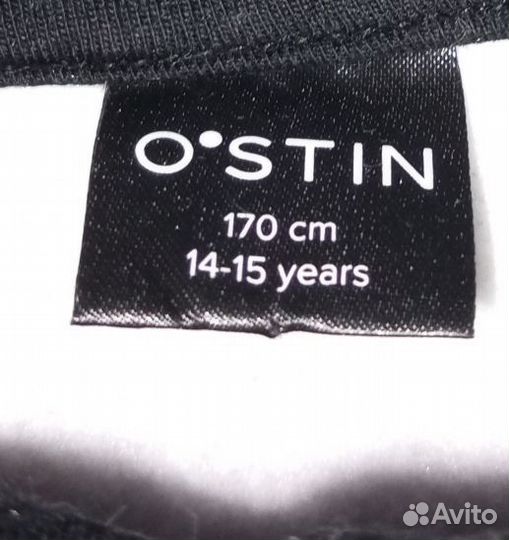 O'STIN
170 cm
14-15 years
Avito